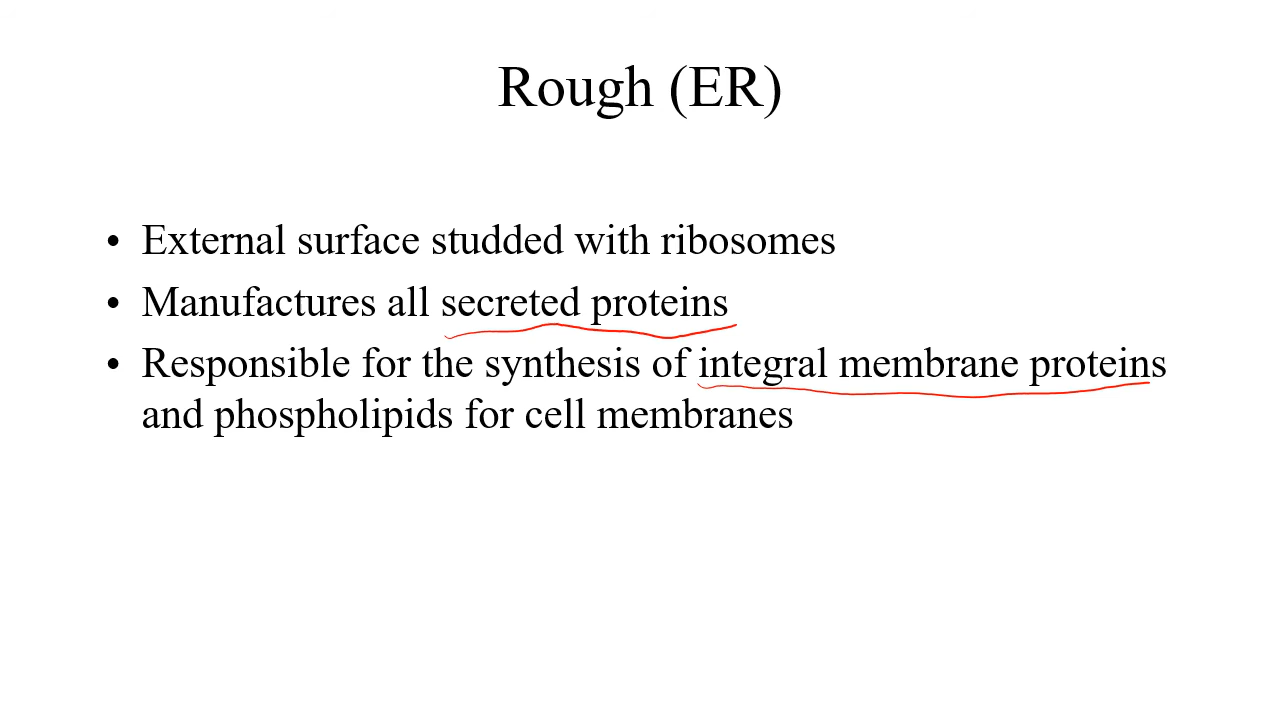 Rough (ER)
• External surface studded with ribosomes
• Manufactures all secreted proteins
• Responsible for the synthesis of integral membrane proteins
and phospholipids for cell membranes